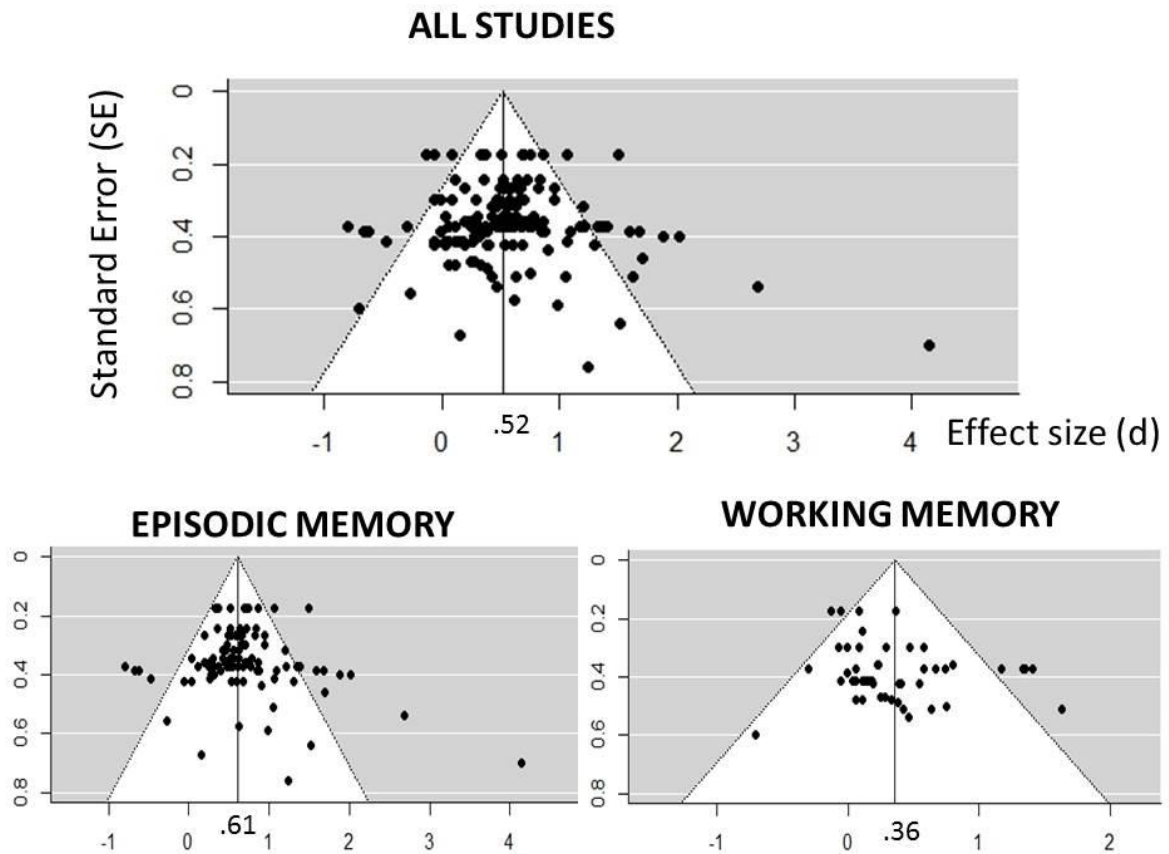 ALL STUDIES
Standard Error (SE)
0
0.2
0.4
0.6
0.8
-1 0 1 2 3 4
.52
Effect size (d)
EPISODIC MEMORY
0
0.2
0.4
0.6
0.8
-1 0 1 2 3 4
.61
WORKING MEMORY
0
0.2
0.4
0.6
0.8
-1 0 1 2
.36